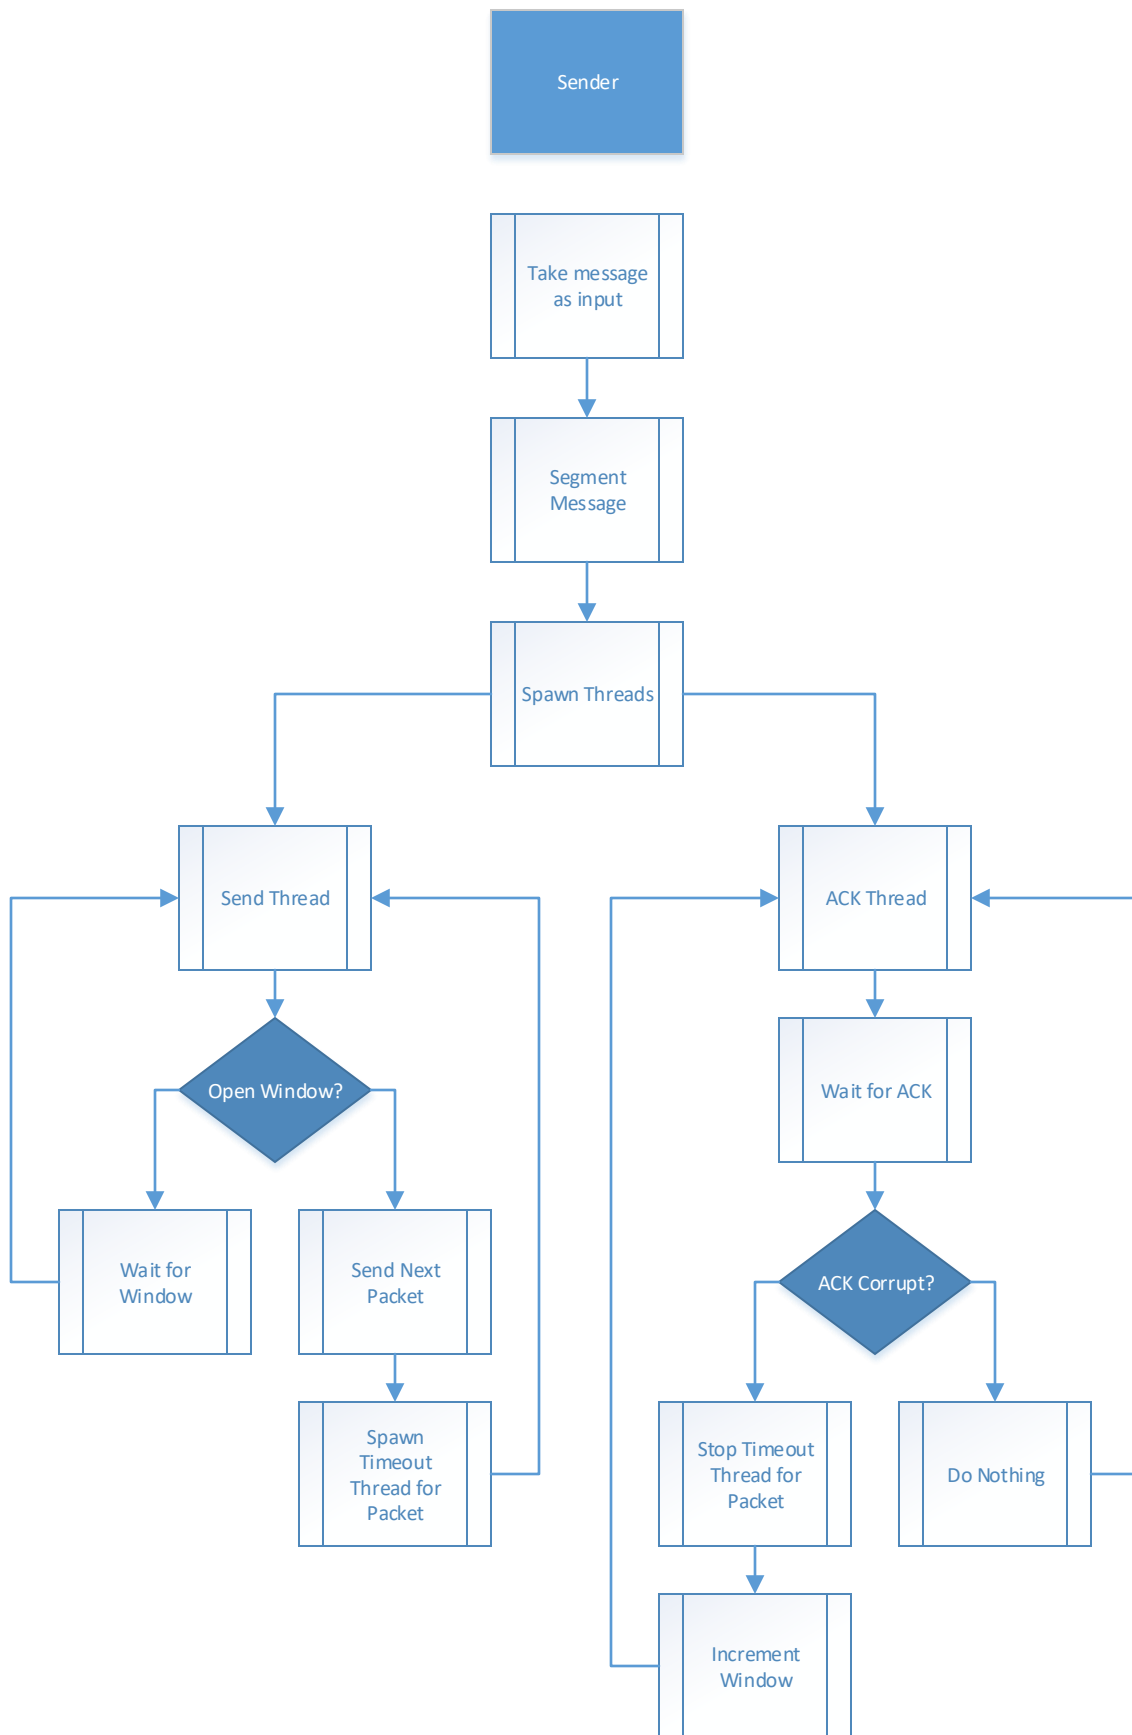 Sender
Take message
as input
Segment
Message
Spawn Threads
Send Thread
ACK Thread
Open Window?
Wait for ACK
Wait for
Window
Send Next
Packet
ACK Corrupt?
Spawn
Timeout
Thread for
Packet
Stop Timeout
Thread for
Packet
Do Nothing
Increment
Window